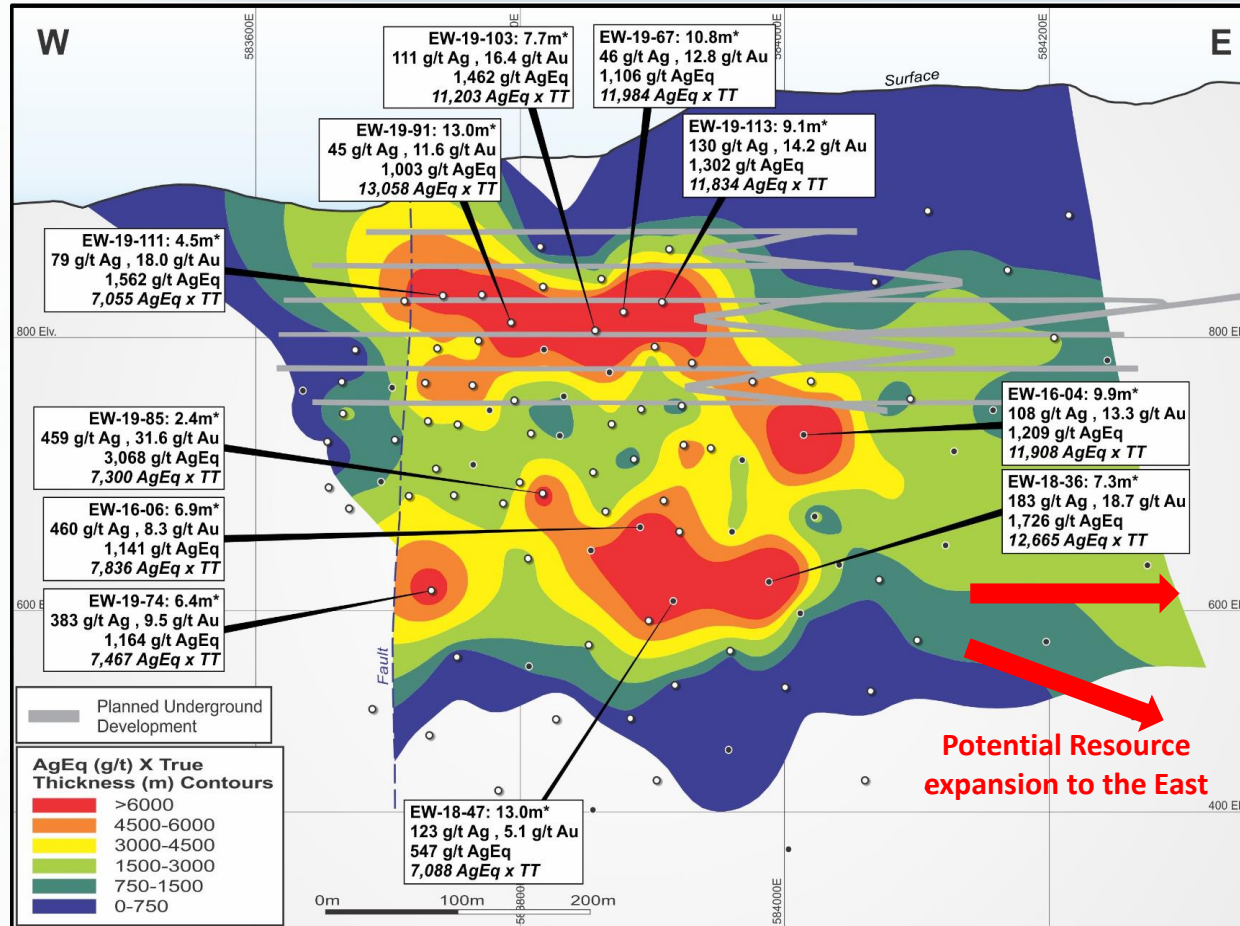 W
E
583600E
584000E
584200E
Surface
EW-19-103: 7.7m*
111 g/t Ag , 16.4 g/t Au
1,462 g/t AgEq
11,203 AgEq x TT
EW-19-67: 10.8m*
46 g/t Ag , 12.8 g/t Au
1,106 g/t AgEq
11,984 AgEq x TT
EW-19-91: 13.0m*
45 g/t Ag , 11.6 g/t Au
1,003 g/t AgEq
13,058 AgEq x TT
EW-19-113: 9.1m*
130 g/t Ag , 14.2 g/t Au
1,302 g/t AgEq
11,834 AgEq x TT
EW-19-111: 4.5m*
79 g/t Ag , 18.0 g/t Au
1,562 g/t AgEq
7,055 AgEq x TT
800 Elv.
800 El
EW-16-04: 9.9m*
108 g/t Ag , 13.3 g/t Au
1,209 g/t AgEq
11,908 AgEq x TT
EW-19-85: 2.4m*
459 g/t Ag , 31.6 g/t Au
3,068 g/t AgEq
7,300 AgEq x TT
EW-18-36: 7.3m*
183 g/t Ag , 18.7 g/t Au
1,726 g/t AgEq
12,665 AgEq x TT
EW-16-06: 6.9m*
460 g/t Ag , 8.3 g/t Au
1,141 g/t AgEq
7,836 AgEq x TT
600 E
600 El
EW-19-74: 6.4m*
383 g/t Ag , 9.5 g/t Au
1,164 g/t AgEq
7,467 AgEq x TT
Fault
Planned Underground
Development
Potential Resource
expansion to the East
AgEq (g/t) X True
Thickness (m) Contours
>6000
4500-6000
3000-4500
1500-3000
750-1500
0-750
EW-18-47: 13.0m*
123 g/t Ag , 5.1 g/t Au
547 g/t AgEq
7,088 AgEq x TT
400 El
0m
100m
200m
584000E
584200E